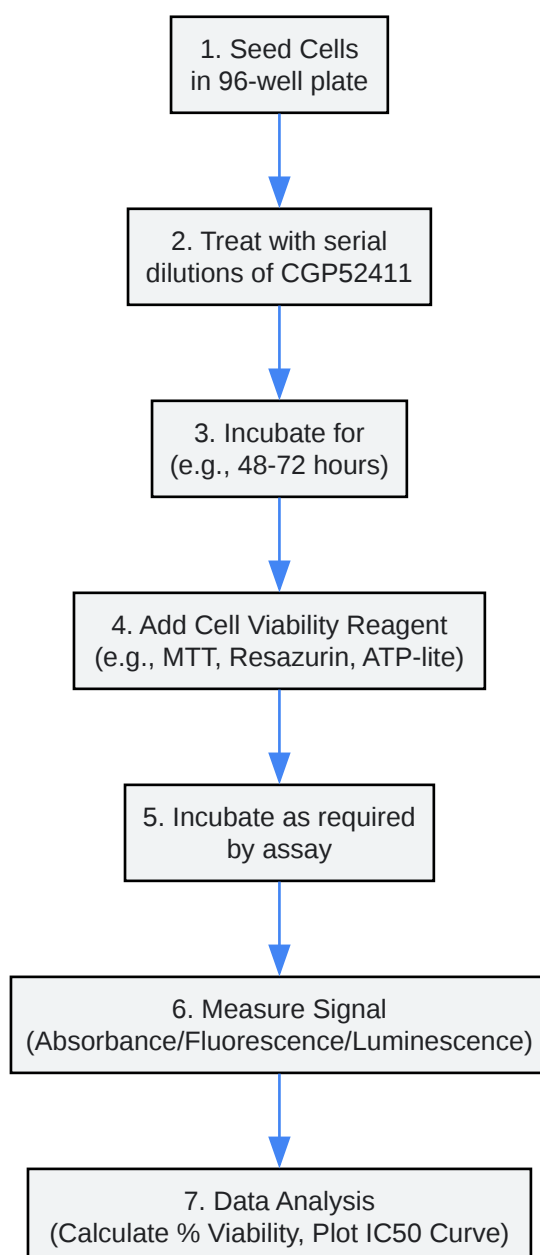 1. Seed Cells
in 96-well plate
2. Treat with serial
dilutions of CGP52411
3. Incubate for
(e.g., 48-72 hours)
4. Add Cell Viability Reagent
(e.g., MTT, Resazurin, ATP-lite)
5. Incubate as required
by assay
6. Measure Signal
(Absorbance/Fluorescence/Luminescence)
7. Data Analysis
(Calculate % Viability, Plot IC50 Curve)